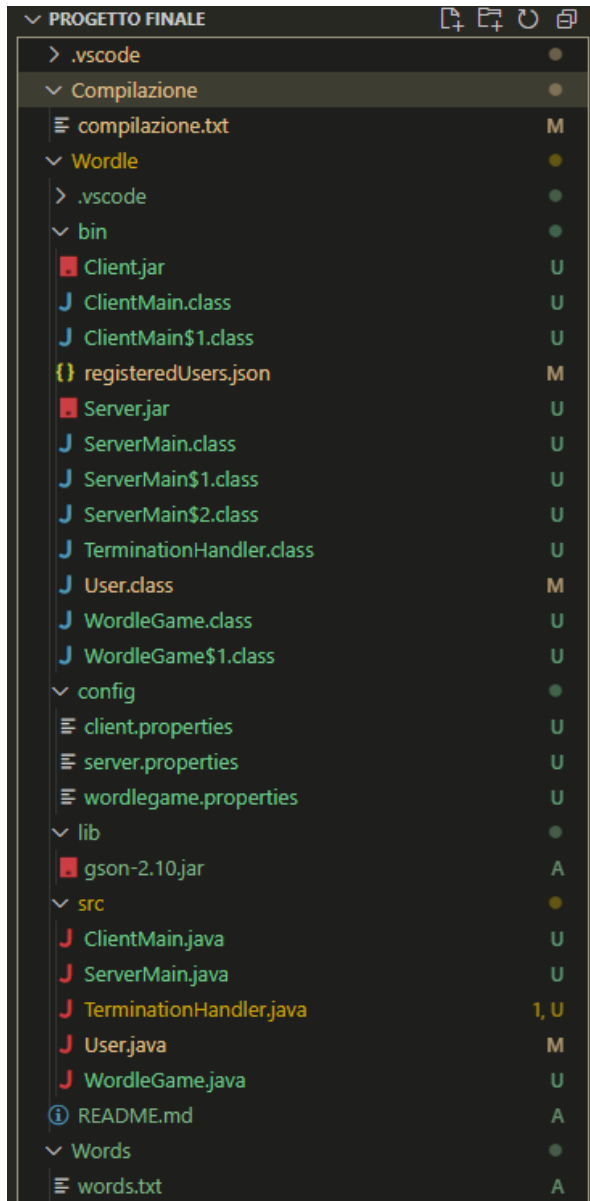 PROGETTO FINALE
.vscode
Compilazione
compilazione.txt M
Wordle
.vscode
bin
Client.jar U
J ClientMain.class U
J ClientMain$1.class U
{} registeredUsers.json M
Server.jar U
J ServerMain.class U
J ServerMain$1.class U
J ServerMain$2.class U
J TerminationHandler.class U
J User.class M
J WordleGame.class U
J WordleGame$1.class U
config
client.properties U
server.properties U
wordlegame.properties U
lib
gson-2.10.jar A
src
J ClientMain.java U
J ServerMain.java U
J TerminationHandler.java 1, U
J User.java M
J WordleGame.java U
README.md A
Words
words.txt A